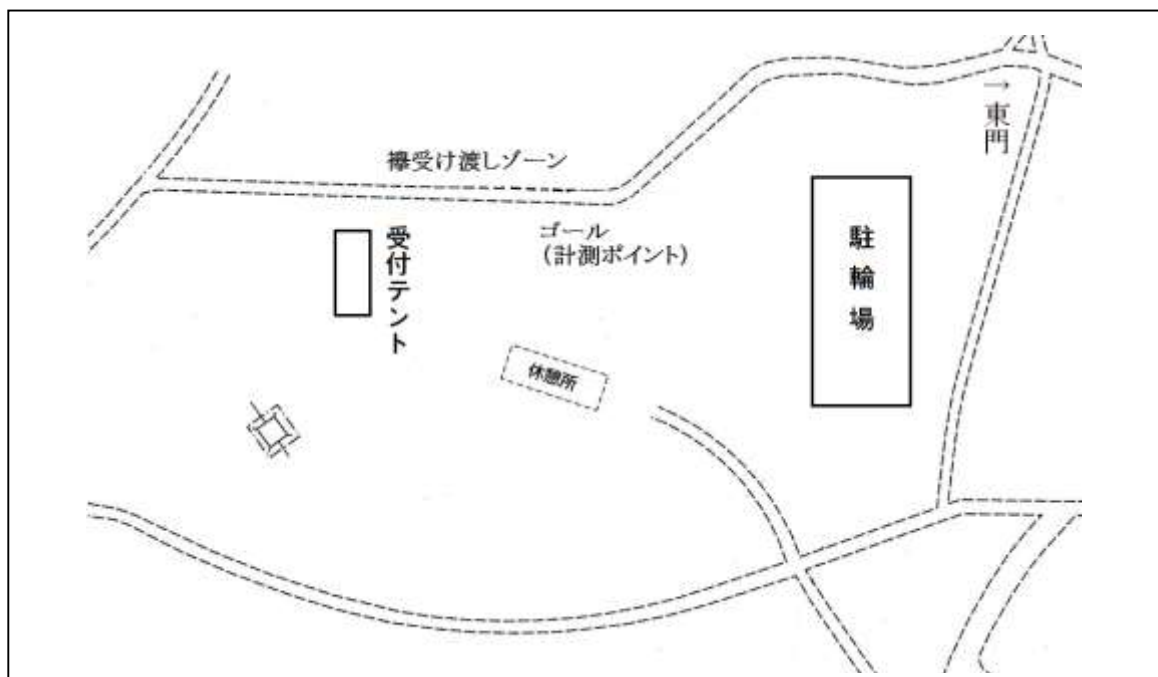 →東門
襷受け渡しゾーン
受付テント
ゴール
(計測ポイント)
駐輪場
休憩所